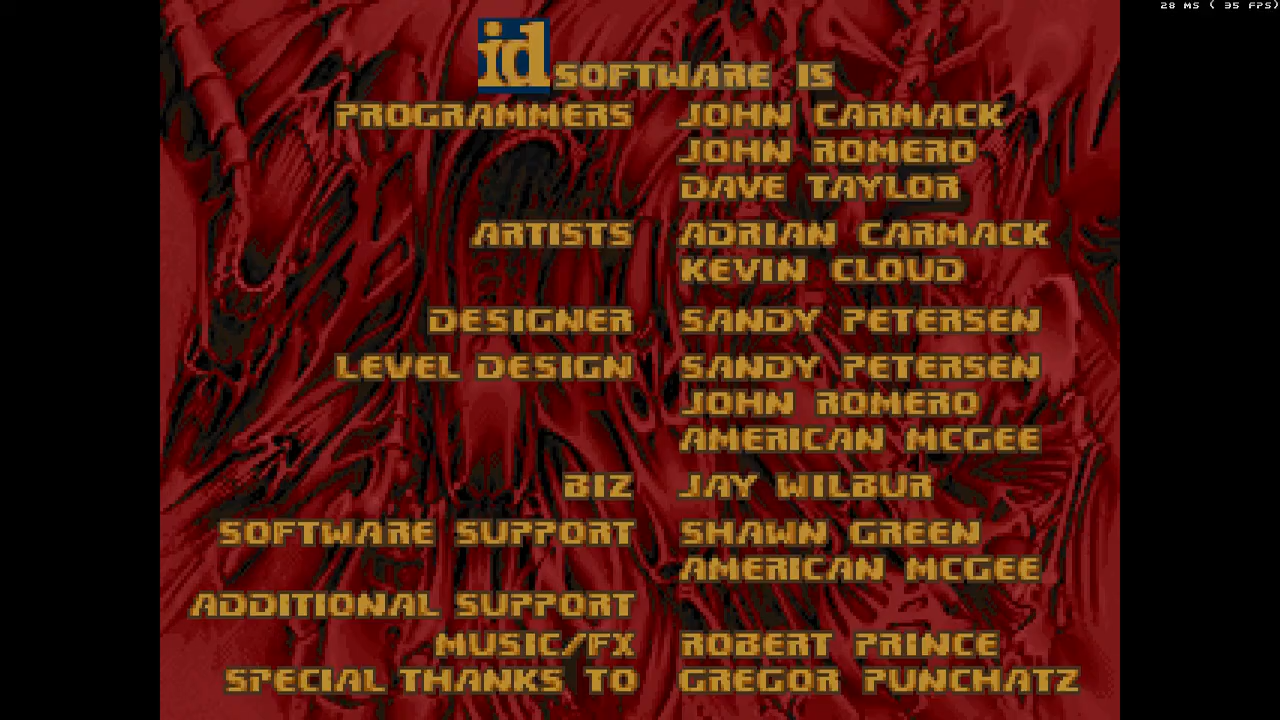 28 MS ( 35 FPS)
id SOFTWARE IS
PROGRAMMERS JOHN CARMACK
JOHN ROMERO
DAVE TAYLOR
ARTISTS ADRIAN CARMACK
KEVIN CLOUD
DESIGNER SANDY PETERSEN
LEVEL DESIGN SANDY PETERSEN
JOHN ROMERO
AMERICAN MCGEE
BIZ JAY WILBUR
SOFTWARE SUPPORT SHAWN GREEN
AMERICAN MCGEE
ADDITIONAL SUPPORT
MUSIC/FX ROBERT PRINCE
SPECIAL THANKS TO GREGOR PUNCHATZ